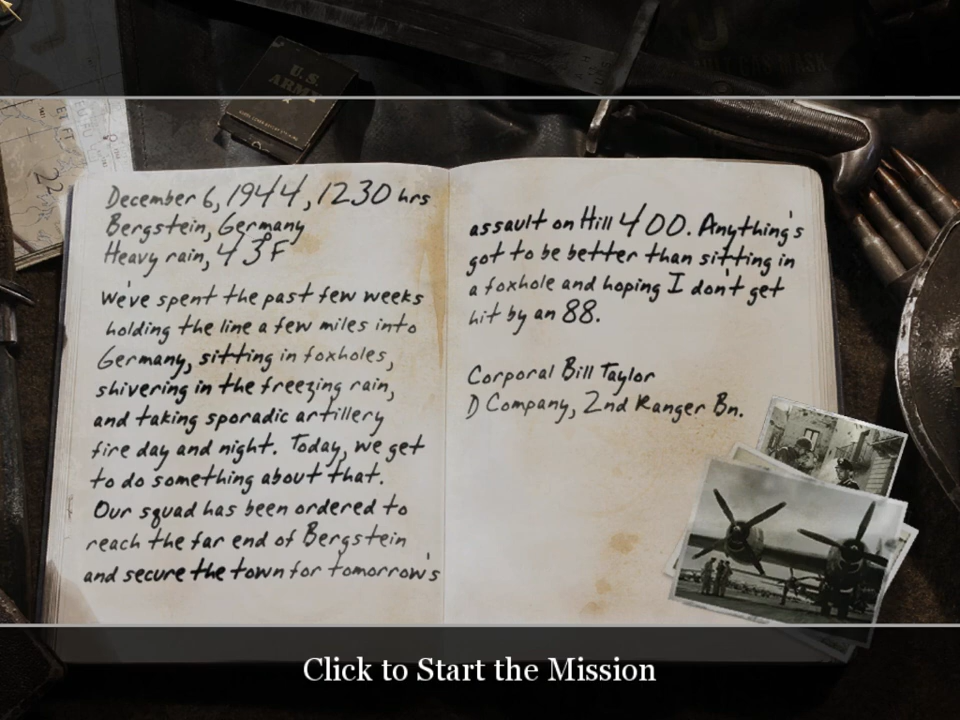 U.S.
ARMY
December 6, 1944, 1230 hrs
Bergstein, Germany
Heavy rain, 43F
We've spent the past few weeks
holding the line a few miles into
Germany, sitting in foxholes,
shivering in the freezing rain,
and taking sporadic artillery
fire day and night. Today, we get
to do something about that.
Our squad has been ordered to
reach the far end of Bergstein
and secure the town for tomorrow's
assault on Hill 400. Anything's
got to be better than sitting in
a foxhole and hoping I don't get
hit by an 88.
Corporal Bill Taylor
D Company, 2nd Ranger Bn.
Click to Start the Mission